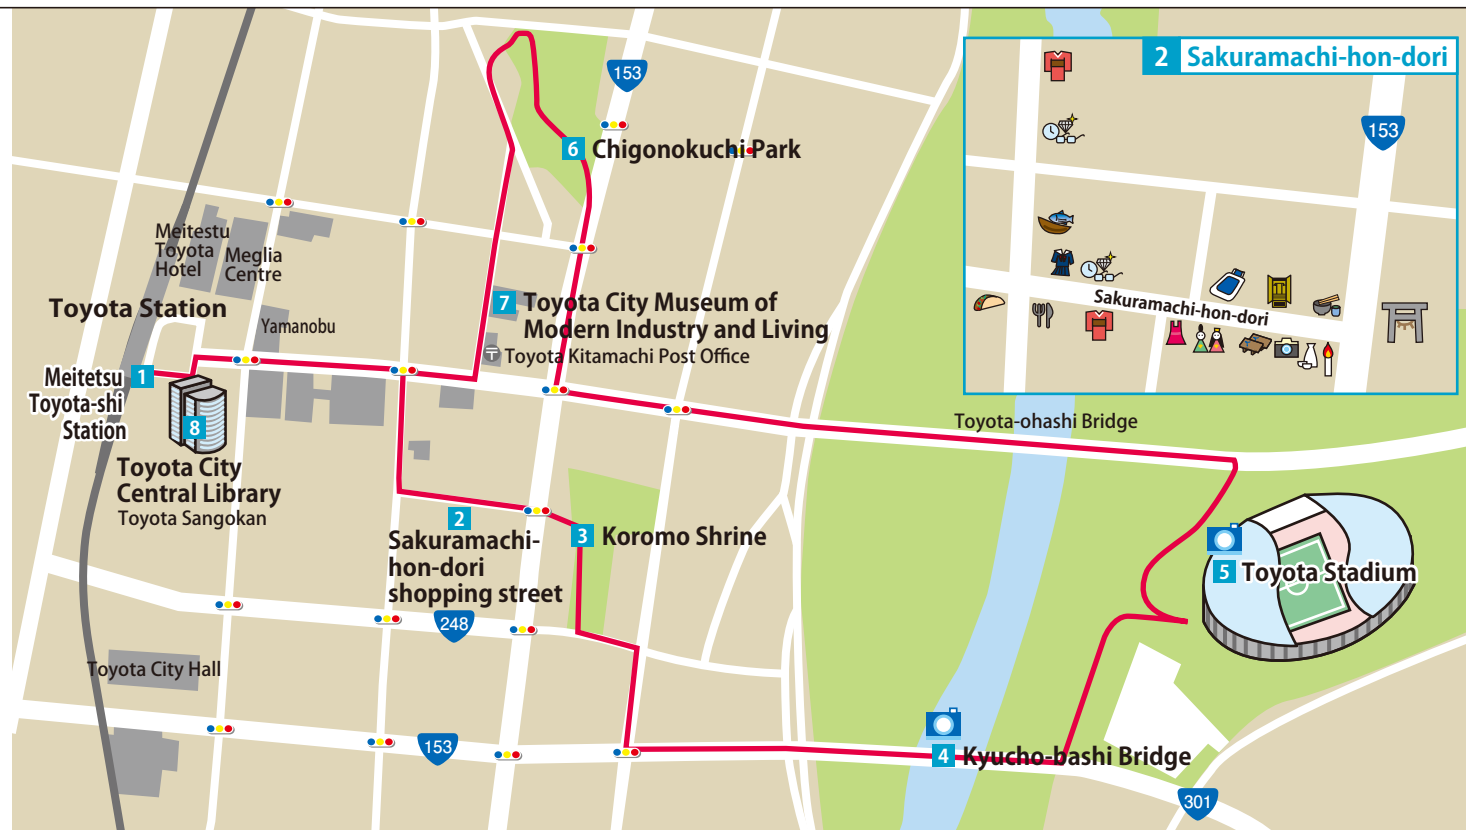 153
6 Chigonokuchi Park
Meitestu
Toyota
Hotel
Meglia
Centre
Toyota Station
Yamanobu
7 Toyota City Museum of
Modern Industry and Living
〒 Toyota Kitamachi Post Office
Meitetsu 1
Toyota-shi
Station
8
Toyota City
Central Library
Toyota Sangokan
2
Sakuramachi-
hon-dori
shopping street
3 Koromo Shrine
248
Toyota City Hall
153
4 Kyucho-bashi Bridge
301
5 Toyota Stadium
Toyota-ohashi Bridge
2 Sakuramachi-hon-dori
153
Sakuramachi-hon-dori